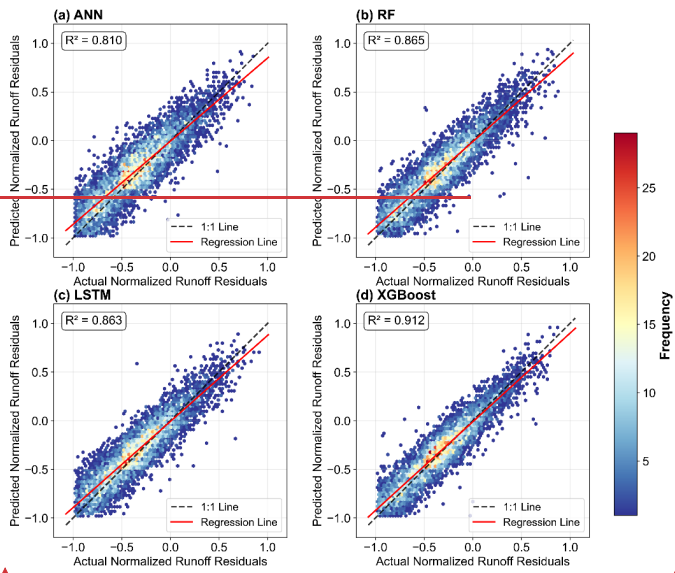 (a) ANN
(b) RF
R² = 0.810
R² = 0.865
1.0
0.5
0.0
−0.5
−1.0
Predicted Normalized Runoff Residuals
1:1 Line
Regression Line
−1.0 −0.5 0.0 0.5 1.0
Actual Normalized Runoff Residuals
1.0
0.5
0.0
−0.5
−1.0
Predicted Normalized Runoff Residuals
1:1 Line
Regression Line
−1.0 −0.5 0.0 0.5 1.0
Actual Normalized Runoff Residuals
(c) LSTM
(d) XGBoost
R² = 0.863
R² = 0.912
1.0
0.5
0.0
−0.5
−1.0
Predicted Normalized Runoff Residuals
1:1 Line
Regression Line
−1.0 −0.5 0.0 0.5 1.0
Actual Normalized Runoff Residuals
1.0
0.5
0.0
−0.5
−1.0
Predicted Normalized Runoff Residuals
1:1 Line
Regression Line
−1.0 −0.5 0.0 0.5 1.0
Actual Normalized Runoff Residuals
25
20
15
10
5
Frequency